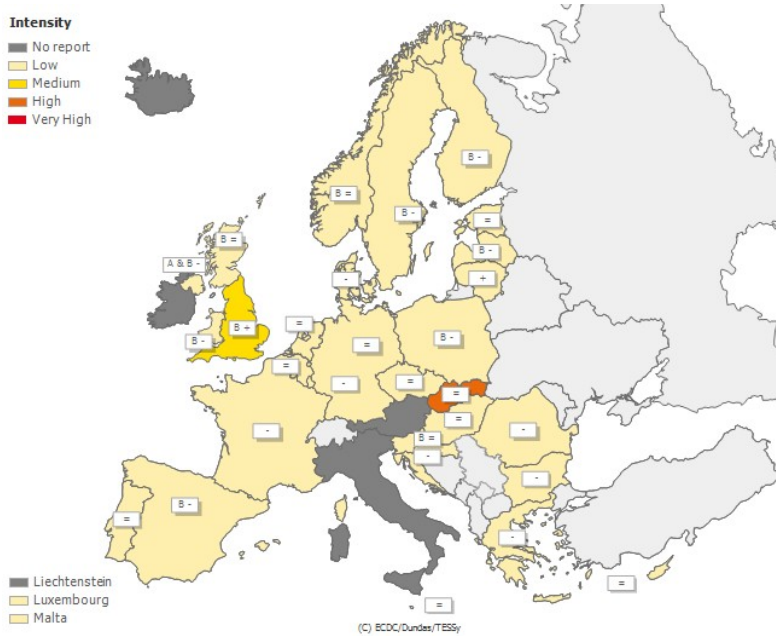 Intensity
No report
Low
Medium
High
Very High
B -
B =
B -
=
B =
B -
A & B -
+
-
=
B +
B -
=
B -
=
-
=
=
=
-
B =
-
-
B -
=
-
-
=
=
Liechtenstein
Luxembourg
Malta
(C) ECDC/Dundas/TESSy